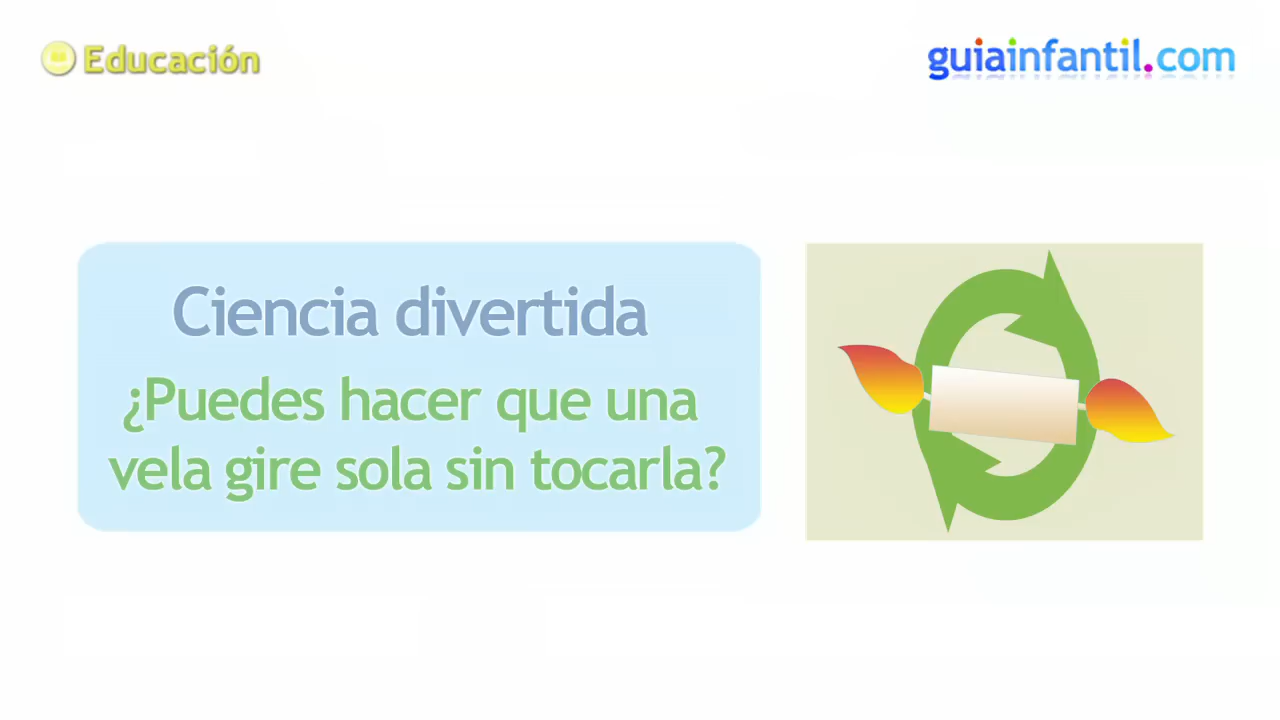 Educación
guiainfantil.com
Ciencia divertida
¿Puedes hacer que una
vela gire sola sin tocarla?